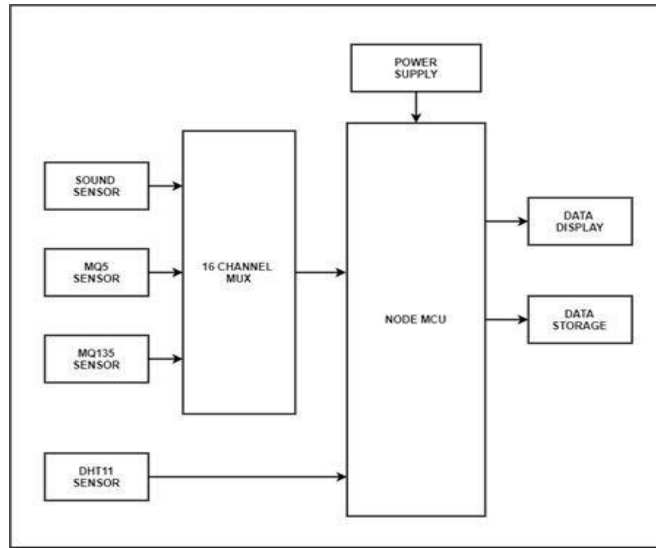 POWER
SUPPLY
SOUND
SENSOR
MQ5
SENSOR
MQ135
SENSOR
DHT11
SENSOR
16 CHANNEL
MUX
NODE MCU
DATA
DISPLAY
DATA
STORAGE